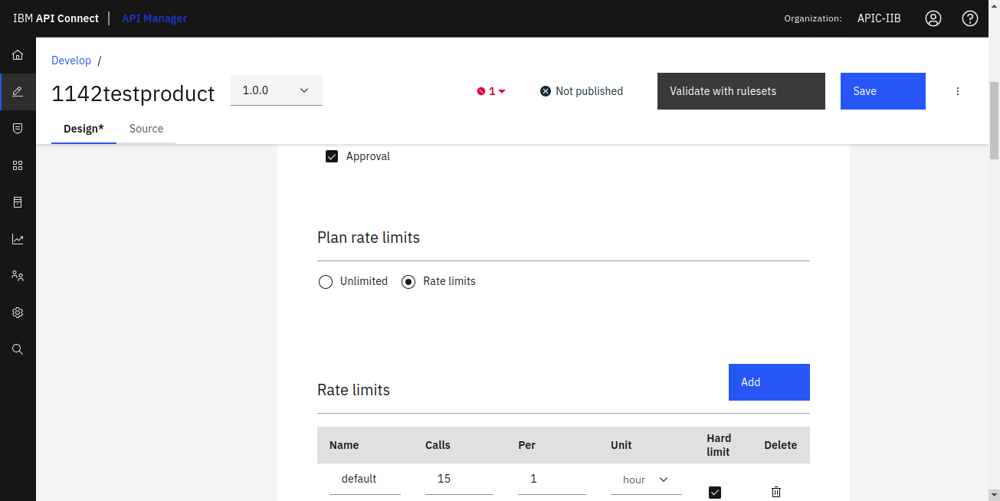 IBM API Connect | API Manager
Organization: APIC-IIB
Develop /
1142testproduct
1.0.0
1
Not published
Validate with rulesets
Save
Design*
Source
Approval
Plan rate limits
Unlimited
Rate limits
Rate limits
Add
Name Calls Per Unit Hard limit Delete
default 15 1 hour